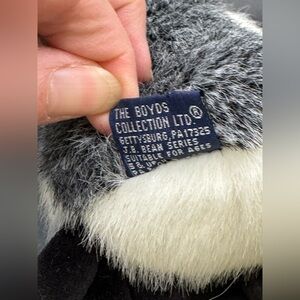 THE BOYDS
COLLECTION LTD.®
GETTYSBURG, PA 17325
J.B. BEAN SERIES
SUITABLE FOR AGES